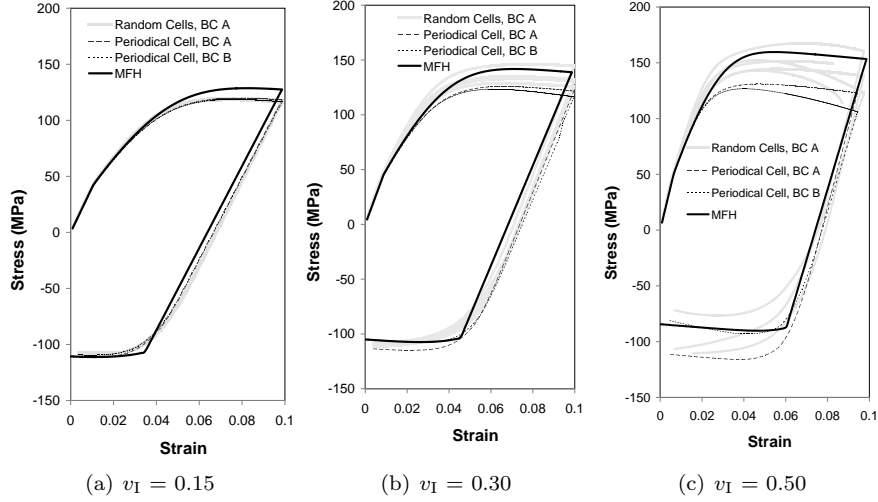 200
150
100
50
0
-50
-100
-150
0
0.02
0.04
0.06
0.08
0.1
Stress (MPa)
Strain
Random Cells, BC A
Periodical Cell, BC A
Periodical Cell, BC B
MFH
(a) v_I = 0.15
200
150
100
50
0
-50
-100
-150
0
0.02
0.04
0.06
0.08
0.1
Stress (MPa)
Strain
Random Cells, BC A
Periodical Cell, BC A
Periodical Cell, BC B
MFH
(b) v_I = 0.30
200
150
100
50
0
-50
-100
-150
0
0.02
0.04
0.06
0.08
0.1
Stress (MPa)
Strain
Random Cells, BC A
Periodical Cell, BC A
Periodical Cell, BC B
MFH
(c) v_I = 0.50